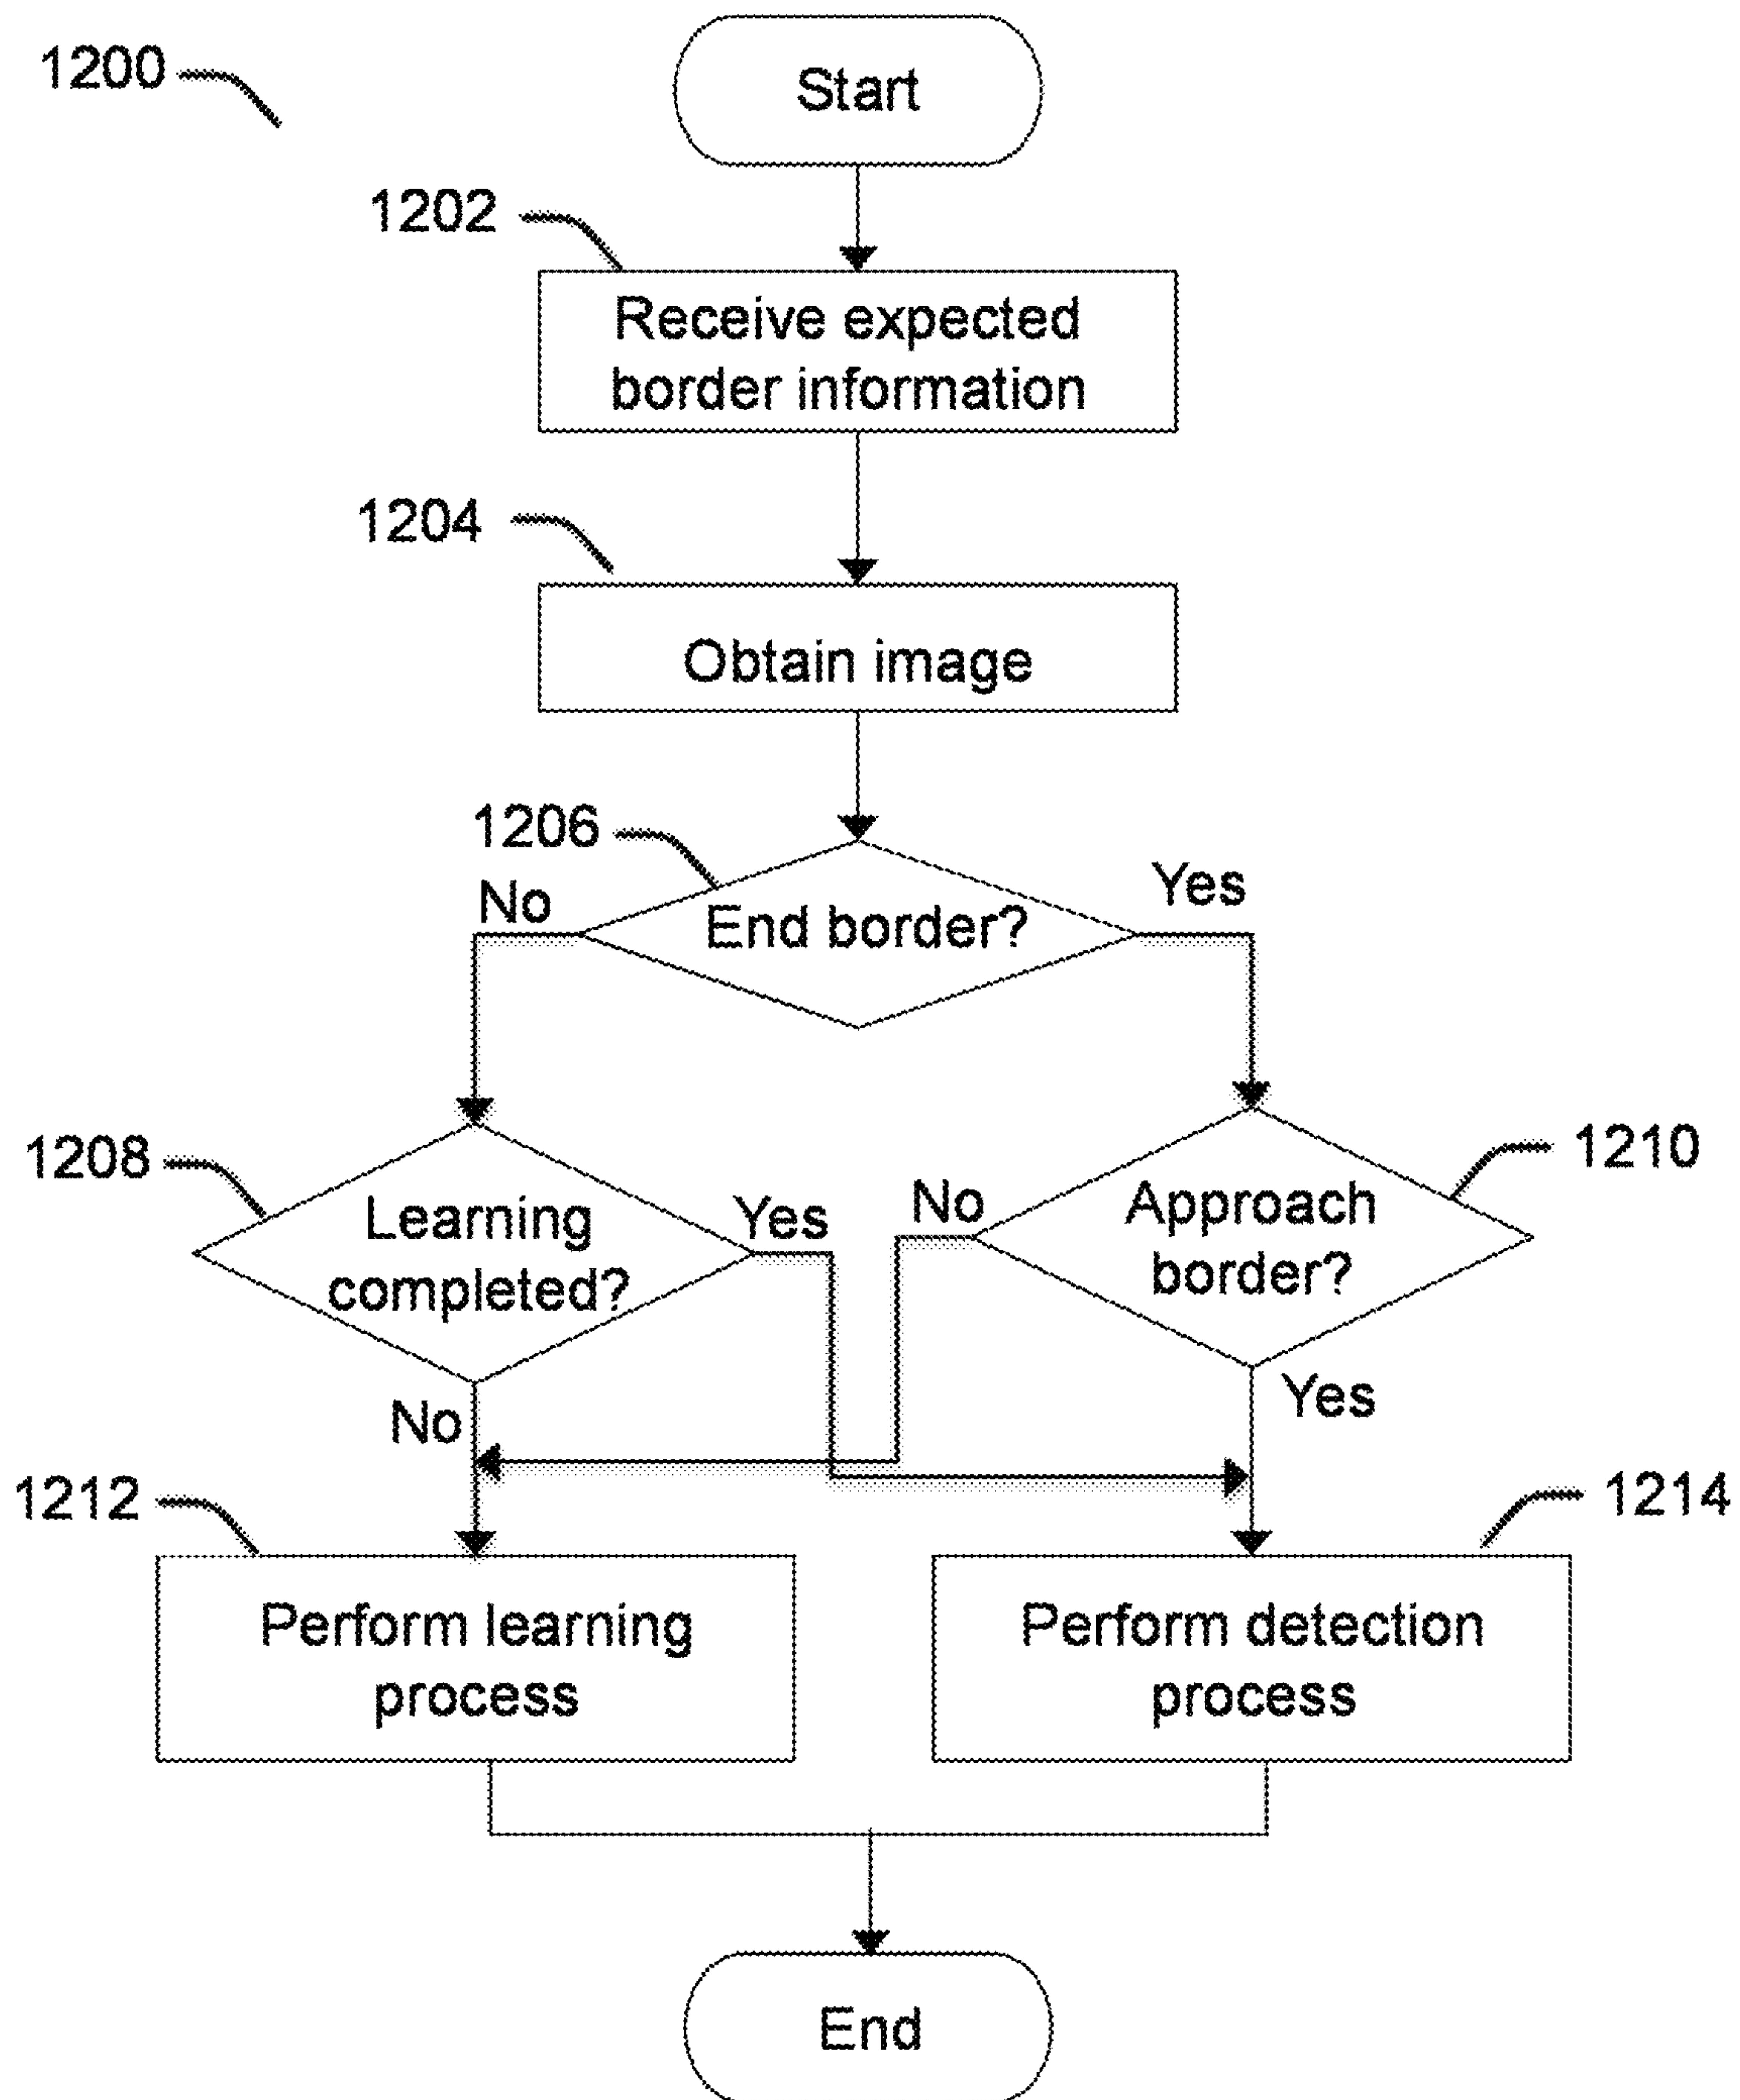 1200
Start
1202
Receive expected
border information
1204
Obtain image
1206
No
End border?
Yes
1208
Learning
completed?
Yes
No
Approach
border?
1210
No
Yes
1212
Perform learning
process
1214
Perform detection
process
End